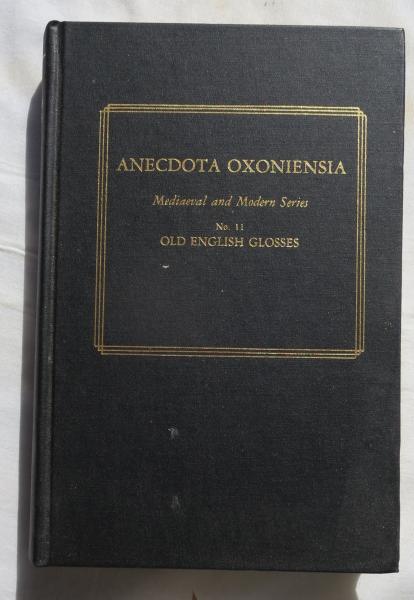 ANECDOTA OXONIENSIA
Mediaeval and Modern Series
No. 11
OLD ENGLISH GLOSSES